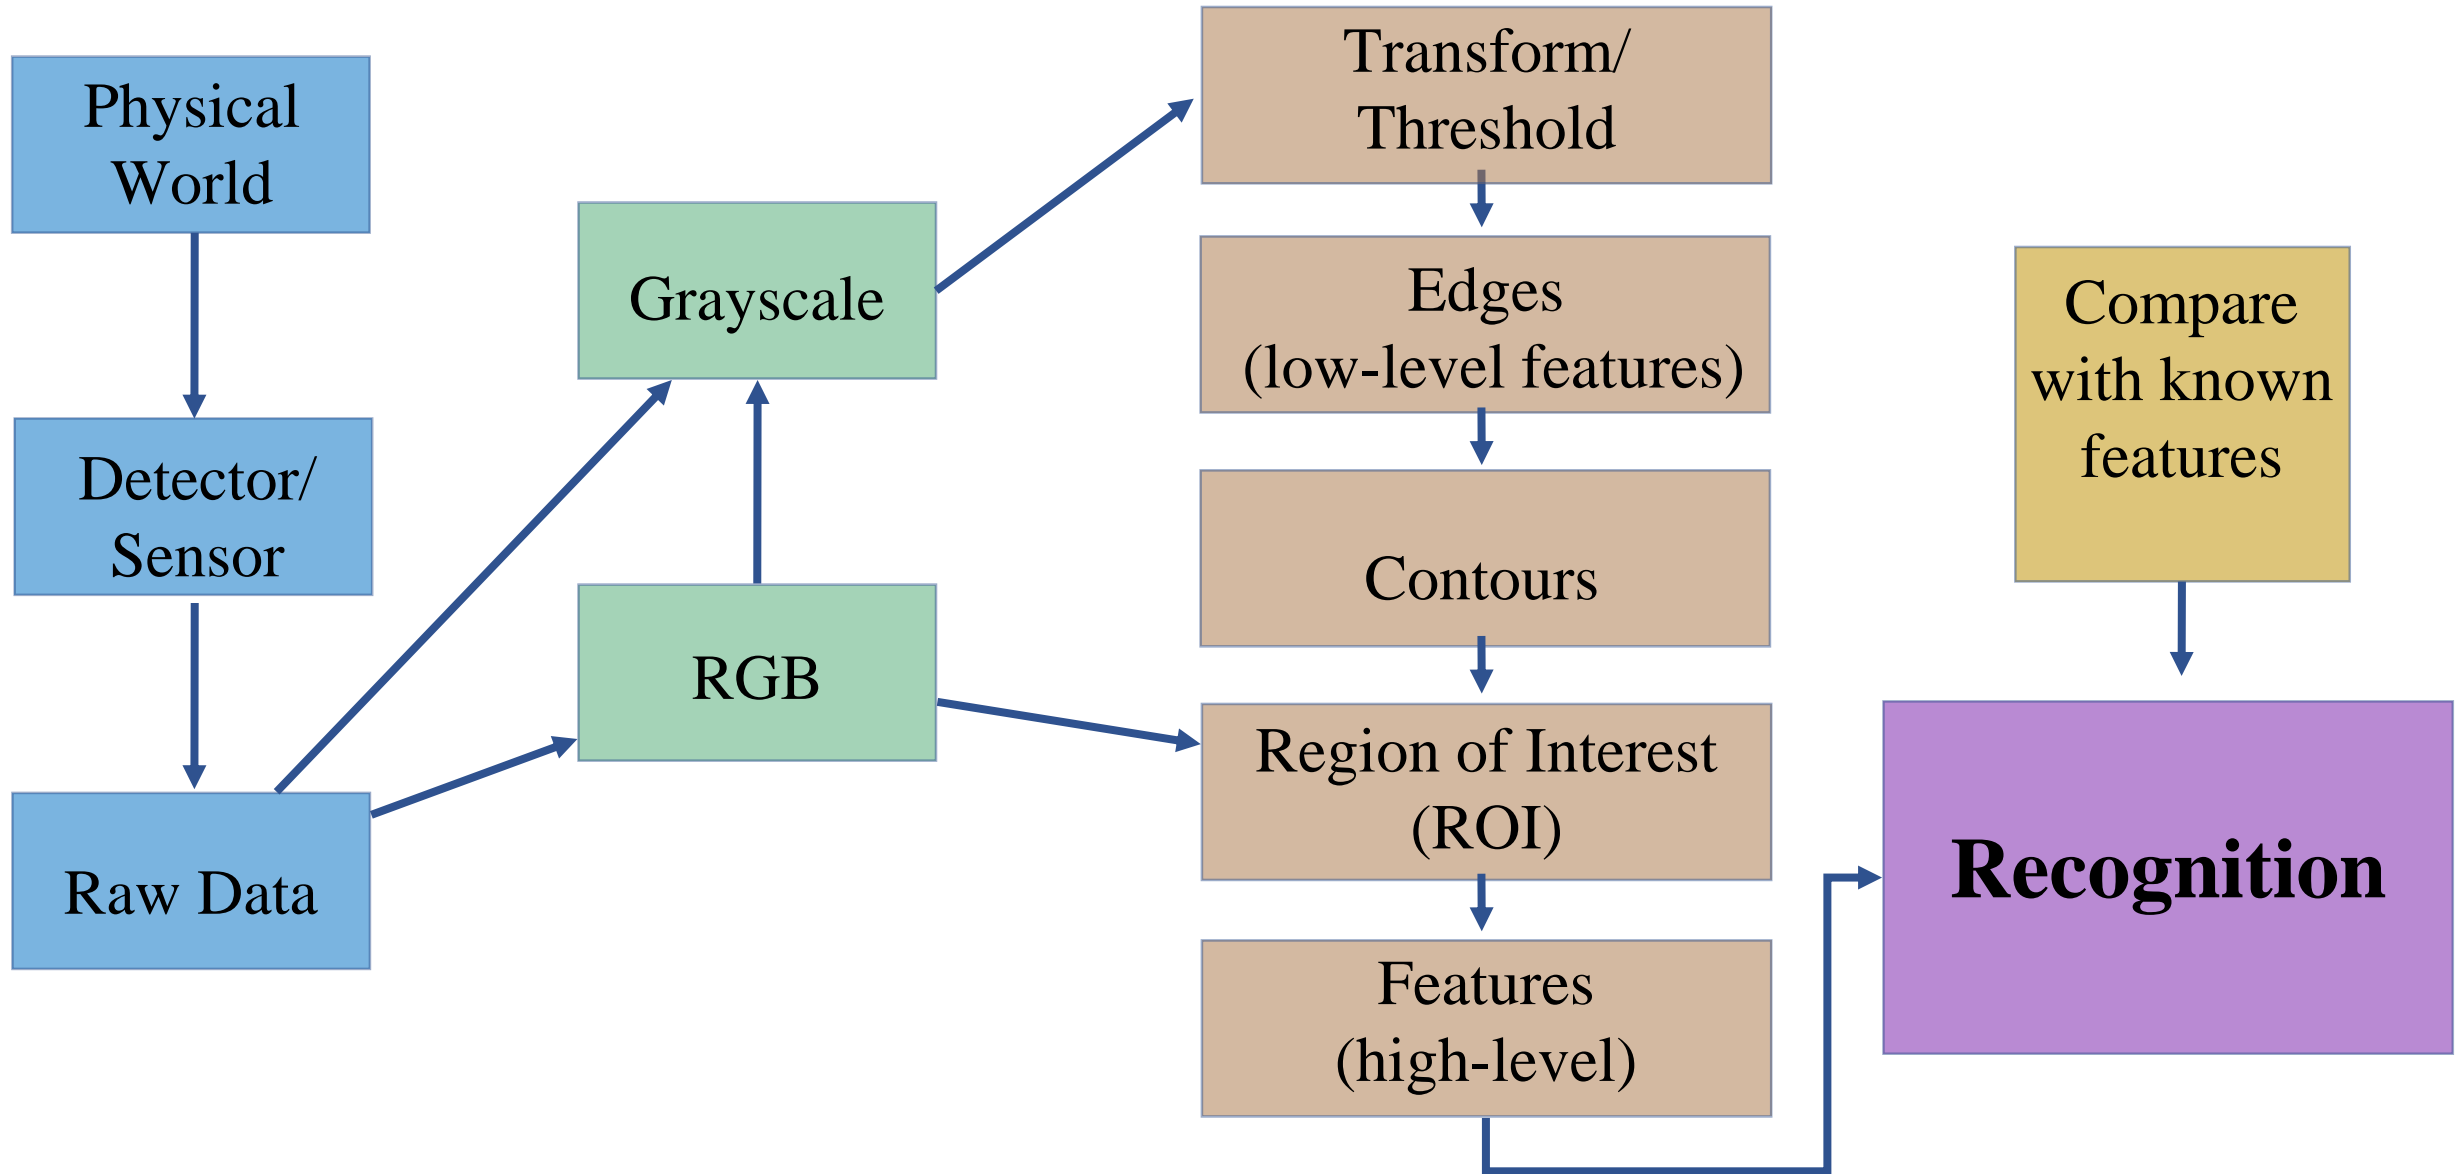 Physical
World
Detector/
Sensor
Raw Data
Grayscale
RGB
Transform/
Threshold
Edges
(low-level features)
Contours
Region of Interest
(ROI)
Features
(high-level)
Compare
with known
features
Recognition